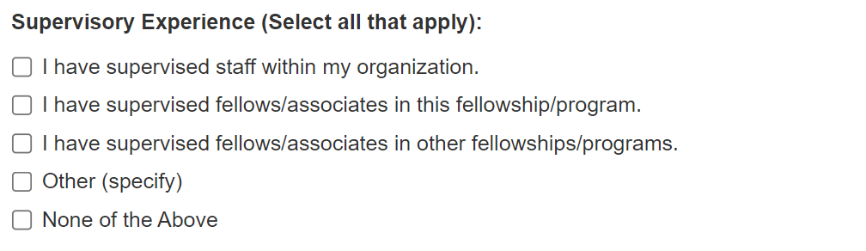 Supervisory Experience (Select all that apply):
I have supervised staff within my organization.
I have supervised fellows/associates in this fellowship/program.
I have supervised fellows/associates in other fellowships/programs.
Other (specify)
None of the Above